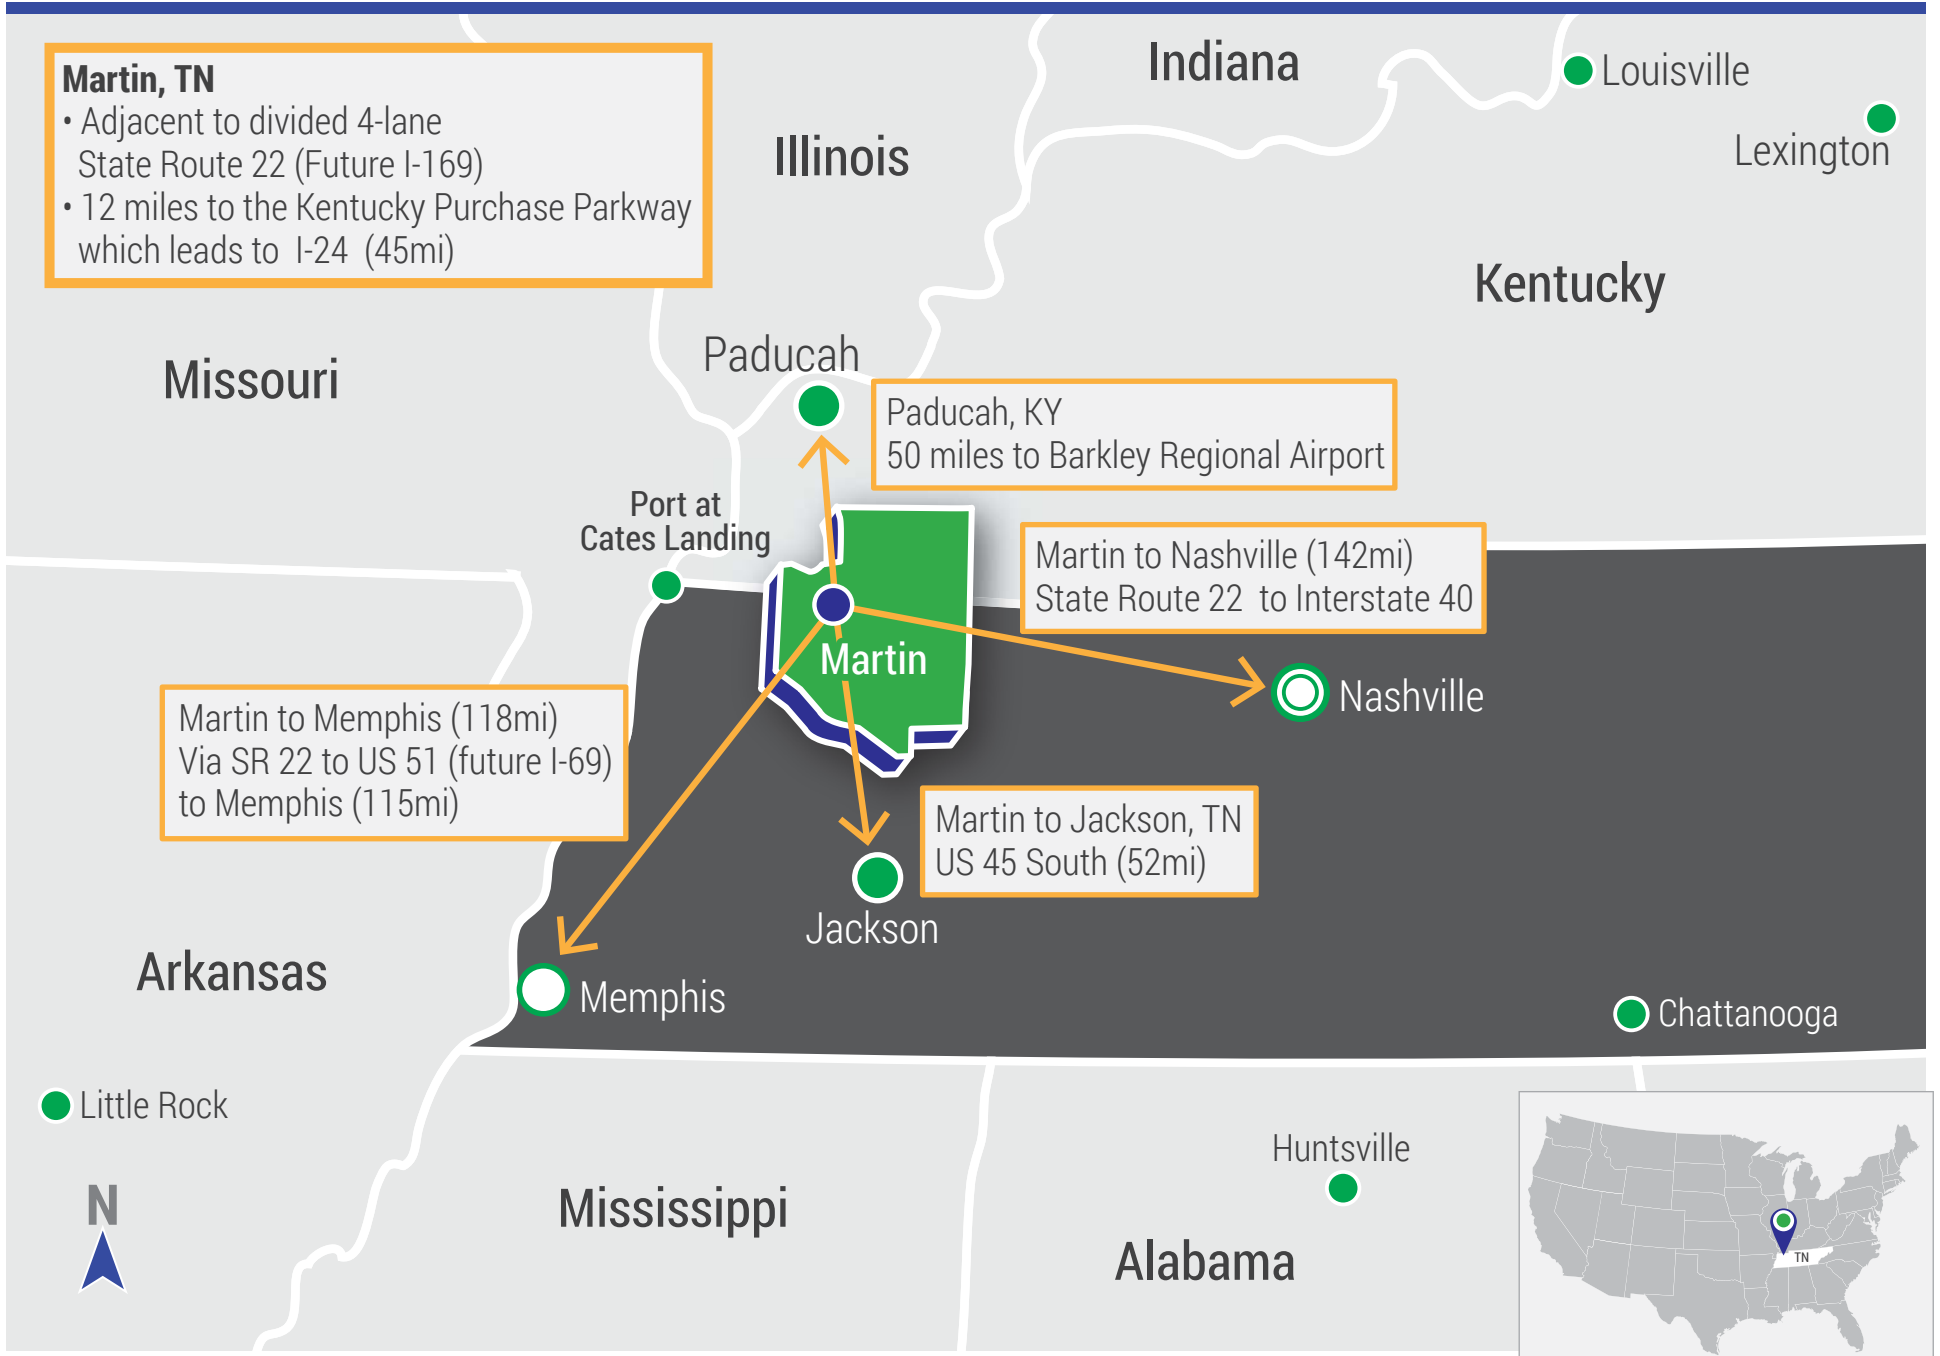 Martin, TN
• Adjacent to divided 4-lane
State Route 22 (Future I-169)
• 12 miles to the Kentucky Purchase Parkway
which leads to I-24 (45mi)
Indiana
Louisville
Lexington
Illinois
Kentucky
Missouri
Paducah
Paducah, KY
50 miles to Barkley Regional Airport
Port at
Cates Landing
Martin to Nashville (142mi)
State Route 22 to Interstate 40
Martin
Nashville
Martin to Memphis (118mi)
Via SR 22 to US 51 (future I-69)
to Memphis (115mi)
Martin to Jackson, TN
US 45 South (52mi)
Jackson
Arkansas
Memphis
Chattanooga
Little Rock
Huntsville
N
Mississippi
Alabama
TN